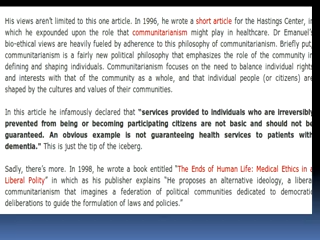 His views aren't limited to this one article. In 1996, he wrote a short article for the Hastings Center, in
which he expounded upon the role that communitarianism might play in healthcare. Dr Emanuel's
bio-ethical views are heavily fueled by adherence to this philosophy of communitarianism. Briefly put,
communitarianism is a fairly new political philosophy that emphasizes the role of the community in
defining and shaping individuals. Communitarianism focuses on the need to balance individual rights
and interests with that of the community as a whole, and that individual people (or citizens) are
shaped by the cultures and values of their communities.
In this article he infamously declared that "services provided to individuals who are irreversibly
prevented from being or becoming participating citizens are not basic and should not be
guaranteed. An obvious example is not guaranteeing health services to patients with
dementia." This is just the tip of the iceberg.
Sadly, there's more. In 1998, he wrote a book entitled "The Ends of Human Life: Medical Ethics in a
Liberal Polity" in which as his publisher explains "He proposes an alternative ideology, a liberal
communitarianism that imagines a federation of political communities dedicated to democratic
deliberations to guide the formulation of laws and policies."